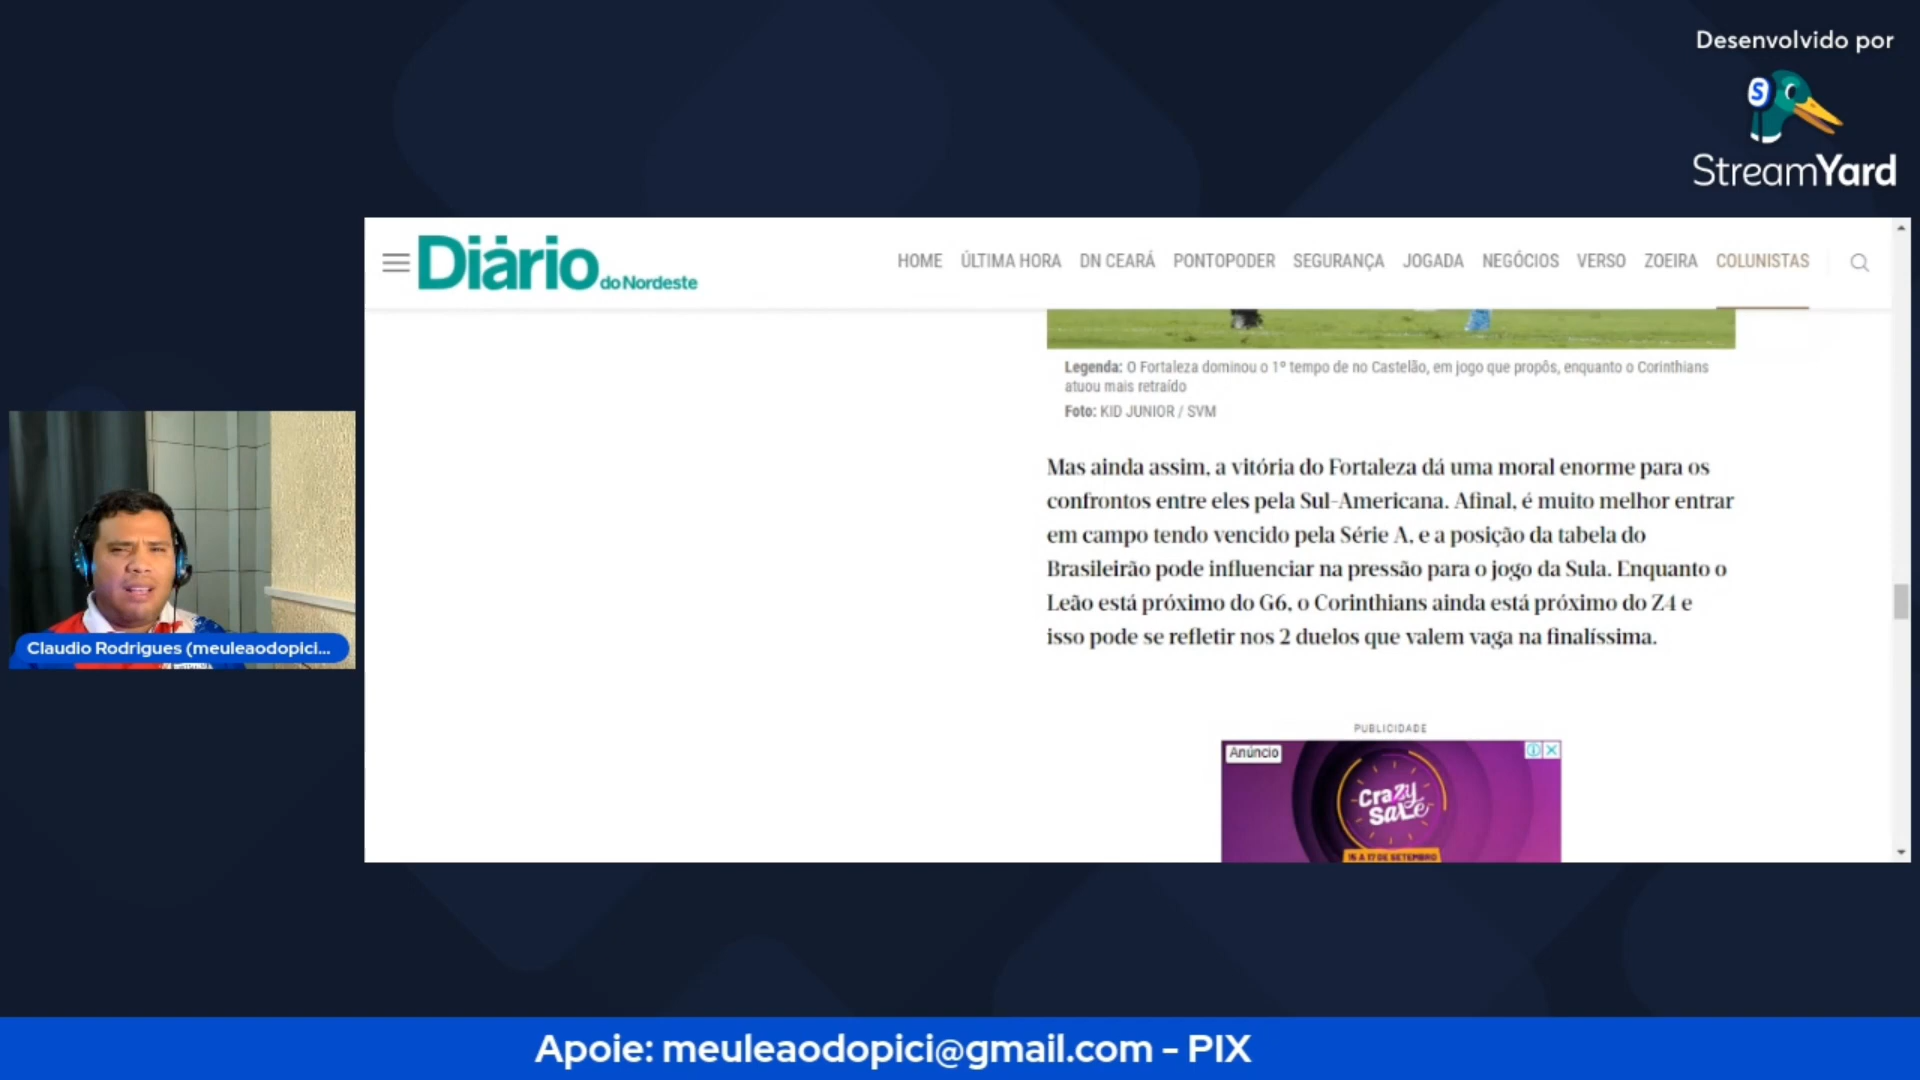 Desenvolvido por
S
StreamYard
Diário do Nordeste
HOME ÚLTIMA HORA DN CEARÁ PONTOPODER SEGURANÇA JOGADA NEGÓCIOS VERSO ZOEIRA COLUNISTAS
Legenda: O Fortaleza dominou o 1º tempo de no Castelão, em jogo que propôs, enquanto o Corinthians
atuou mais retraído
Foto: KID JUNIOR / SVM
Mas ainda assim, a vitória do Fortaleza dá uma moral enorme para os
confrontos entre eles pela Sul-Americana. Afinal, é muito melhor entrar
em campo tendo vencido pela Série A, e a posição da tabela do
Brasileirão pode influenciar na pressão para o jogo da Sula. Enquanto o
Leão está próximo do G6, o Corinthians ainda está próximo do Z4 e
isso pode se refletir nos 2 duelos que valem vaga na finalíssima.
Claudio Rodrigues (meuleaodopici...
PUBLICIDADE
Anúncio
Crazy
Sale
15 A 17 DE SETEMBRO
Apoie: meuleaodopici@gmail.com - PIX